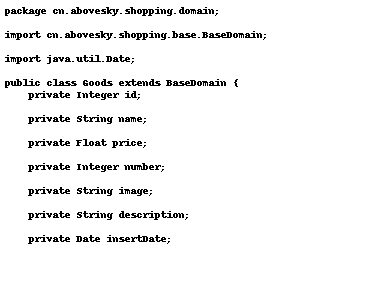 package cn.abovesky.shopping.domain;
import cn.abovesky.shopping.base.BaseDomain;
import java.util.Date;
public class Goods extends BaseDomain {
private Integer id;
private String name;
private Float price;
private Integer number;
private String image;
private String description;
private Date insertDate;